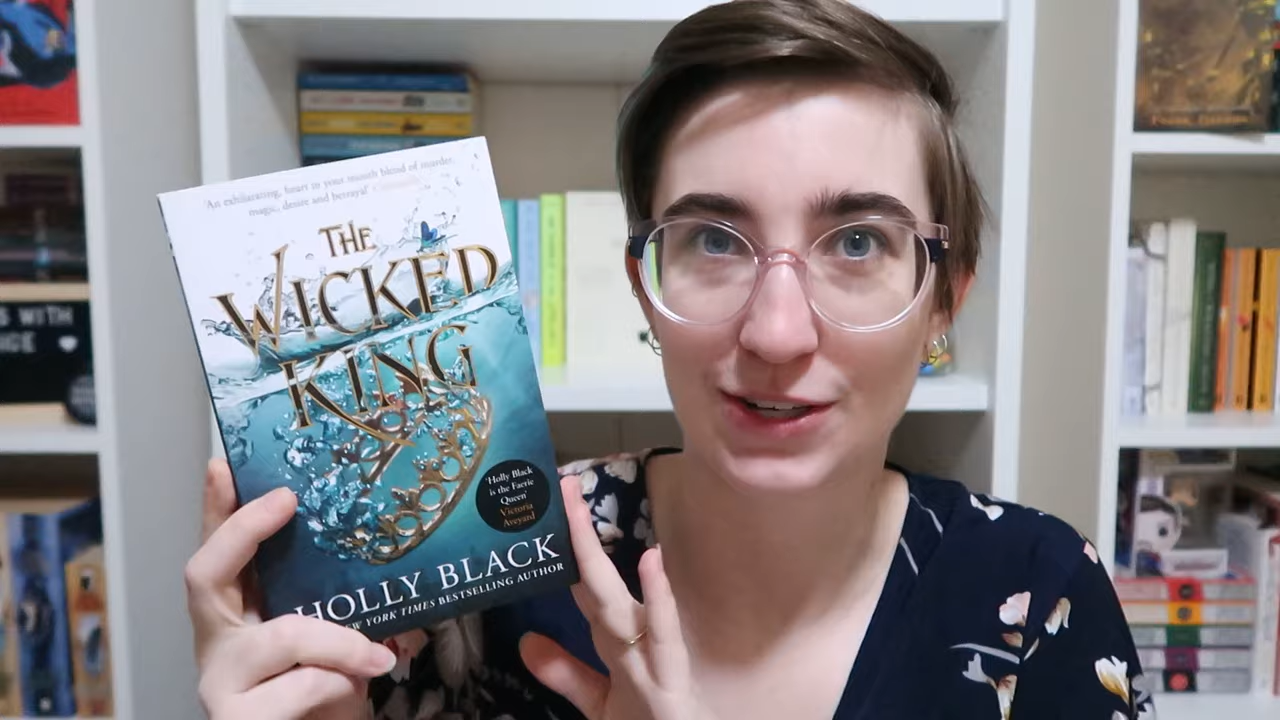 'An exhilarating, heart in your mouth blend of murder,
magic, desire and betrayal'
THE
WICKED
KING
'Holly Black
is the Faerie
Queen'
Victoria
Aveyard
HOLLY BLACK
YORK TIMES BESTSELLING AUTHOR
S WITH